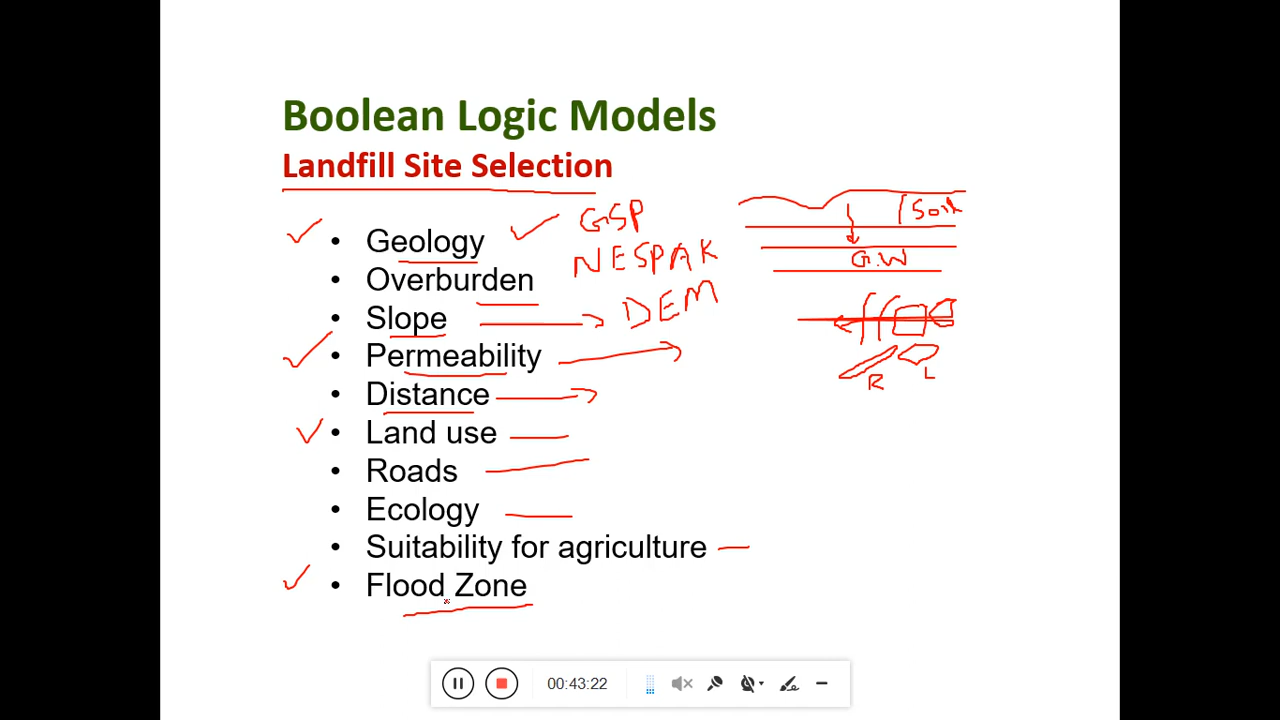 Boolean Logic Models
Landfill Site Selection
• Geology
GSP
NESPAK
• Overburden
• Slope
DEM
• Permeability
• Distance
• Land use
• Roads
• Ecology
• Suitability for agriculture
• Flood Zone
G.W
R
L
00:43:22